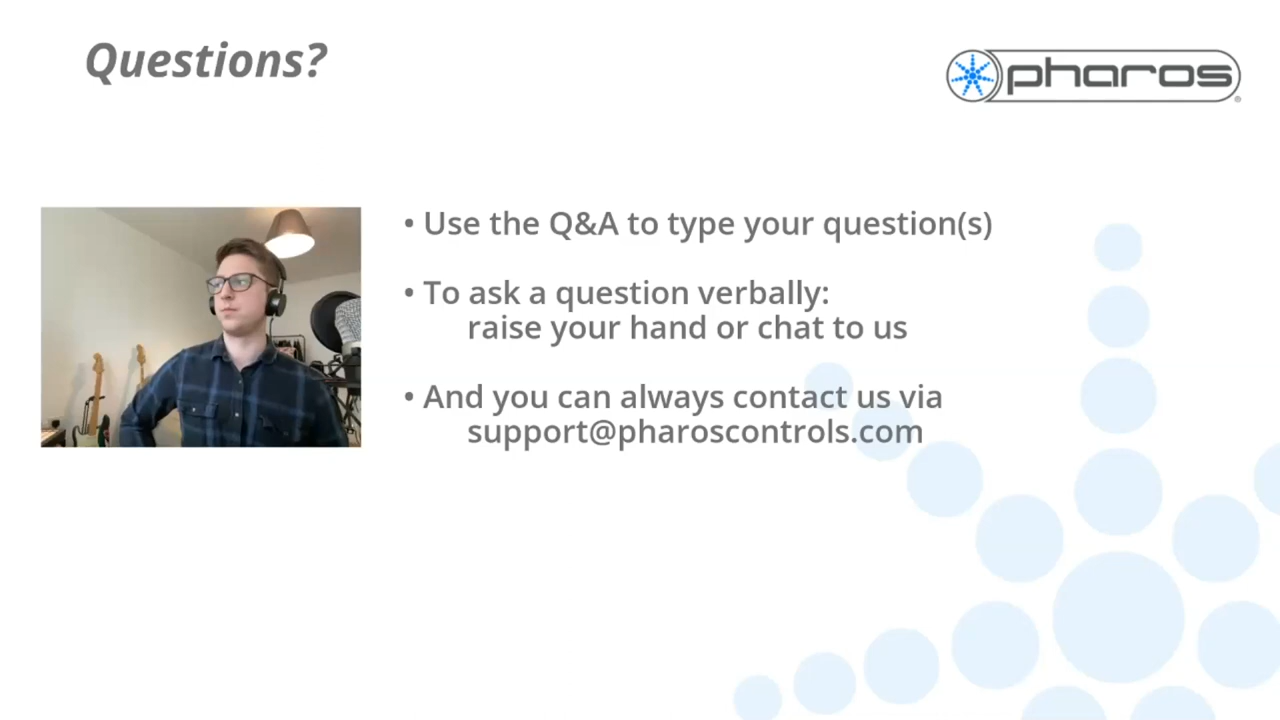 Questions?
pharos®
• Use the Q&A to type your question(s)
• To ask a question verbally:
raise your hand or chat to us
• And you can always contact us via
support@pharoscontrols.com